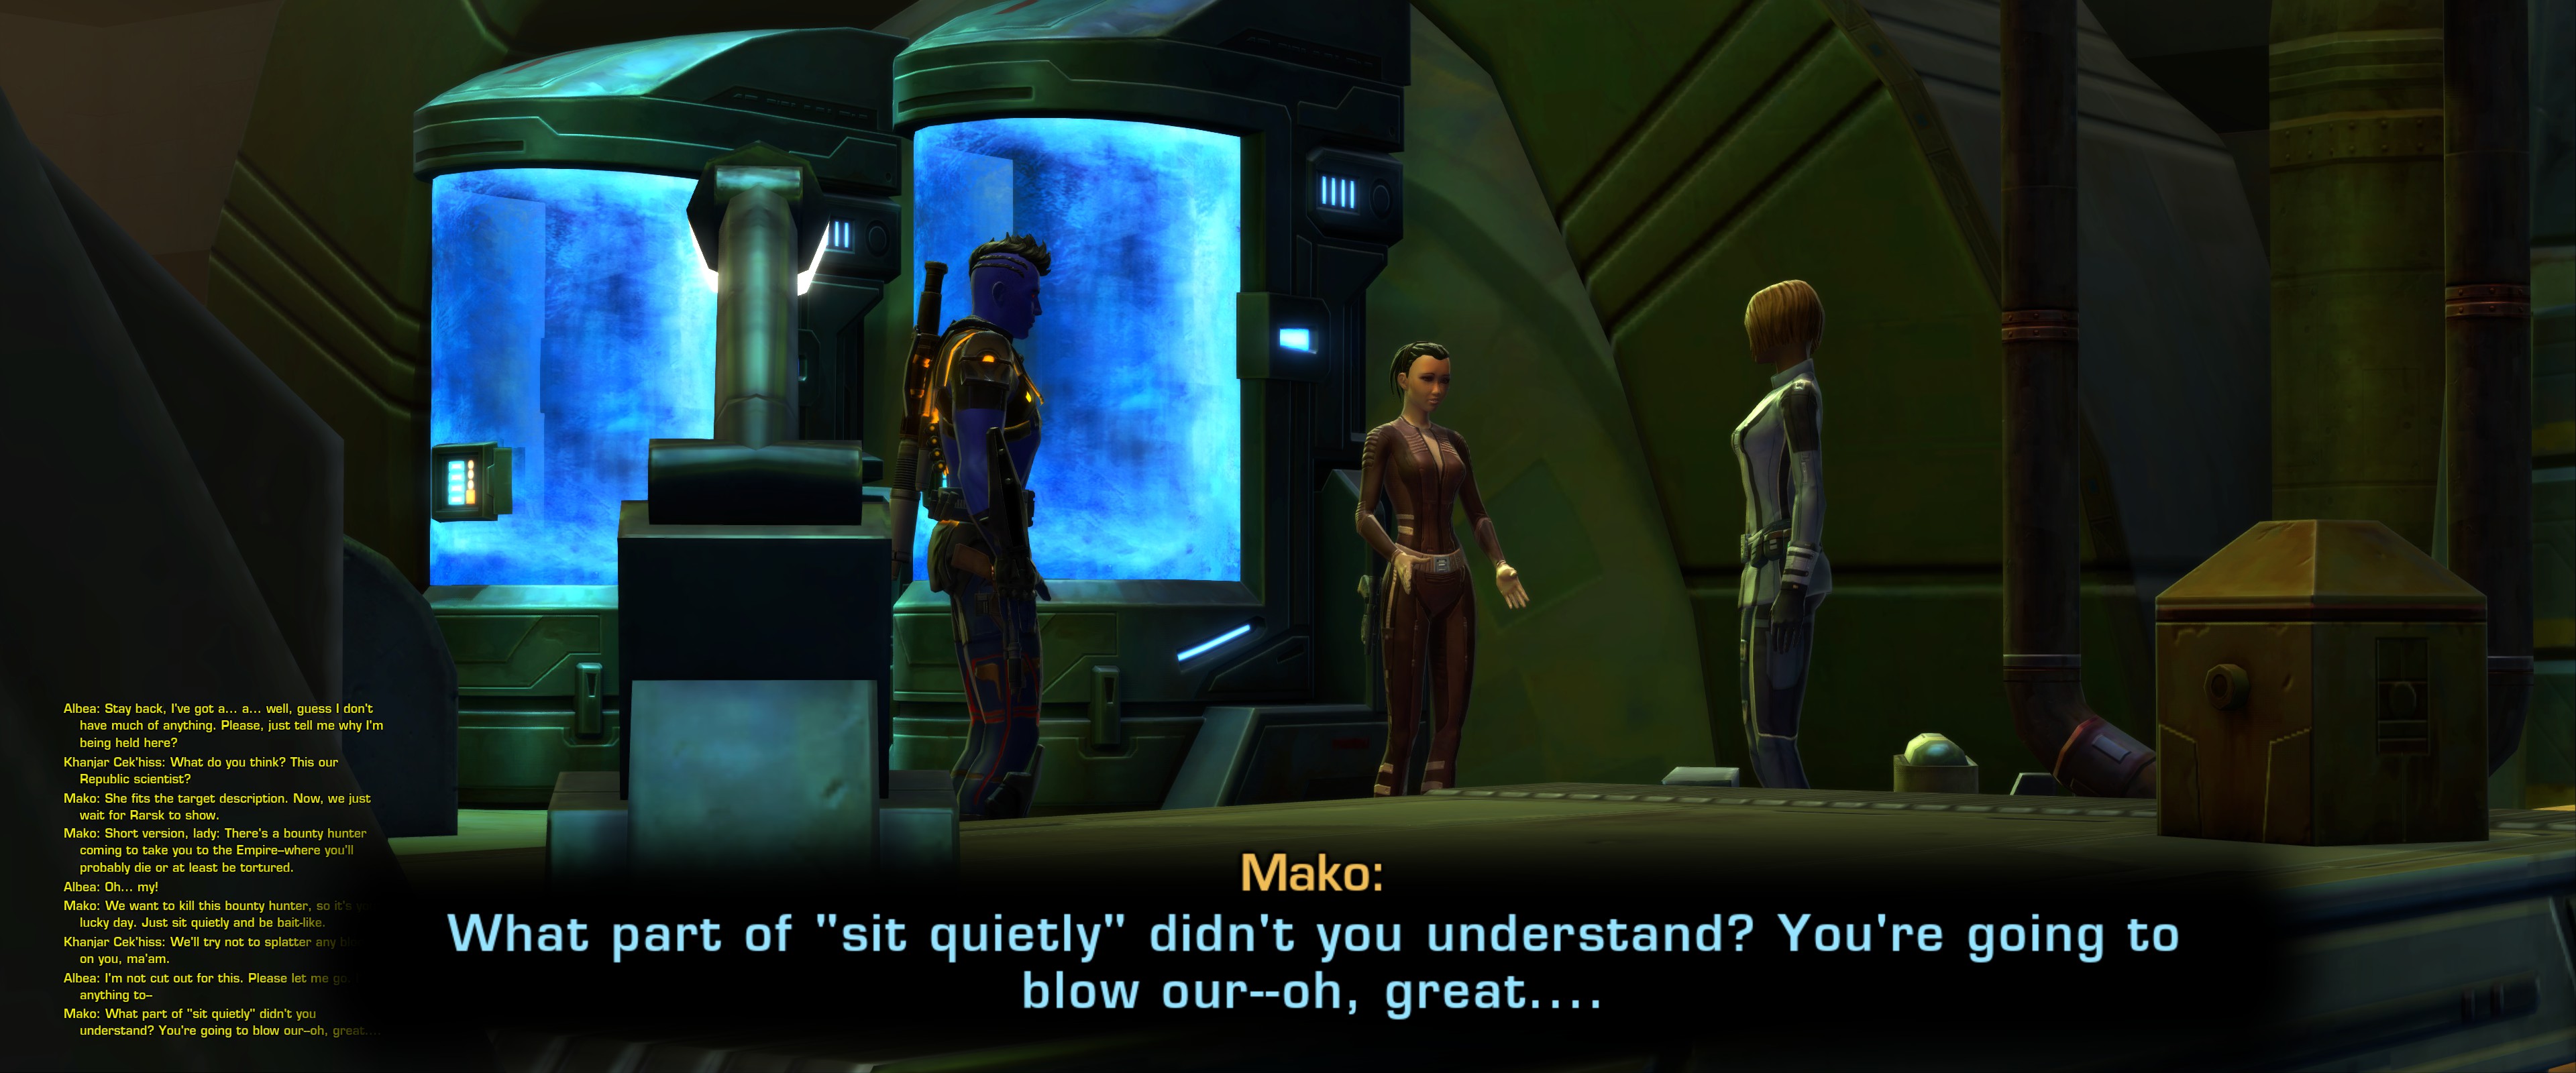 Albea: Stay back, I've got a... a... well, guess I don't
have much of anything. Please, just tell me why I'm
being held here?
Khanjar Cek'hiss: What do you think? This our
Republic scientist?
Mako: She fits the target description. Now, we just
wait for Rarsk to show.
Mako: Short version, lady: There's a bounty hunter
coming to take you to the Empire--where you'll
probably die or at least be tortured.
Albea: Oh... my!
Mako: We want to kill this bounty hunter, so it's
lucky day. Just sit quietly and be bait-like.
Khanjar Cek'hiss: We'll try not to splatter any
on you, ma'am.
Albea: I'm not cut out for this. Please let me go.
anything to--
Mako: What part of "sit quietly" didn't you
understand? You're going to blow our--oh, great....
Mako:
What part of "sit quietly" didn't you understand? You're going to
blow our--oh, great....